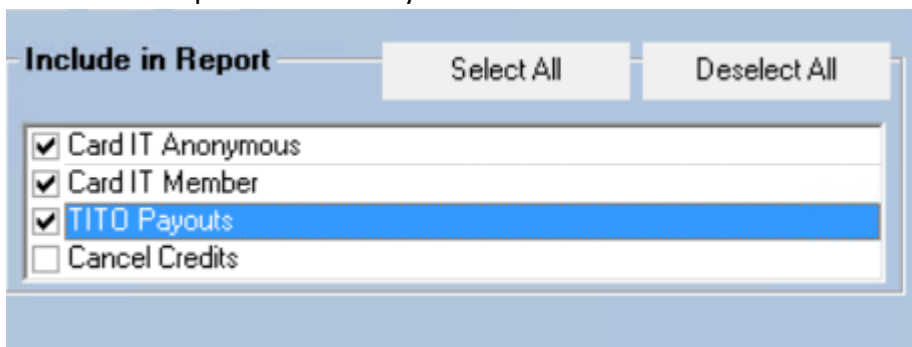 Include in Report Select All Deselect All
Card IT Anonymous
Card IT Member
TITO Payouts
Cancel Credits